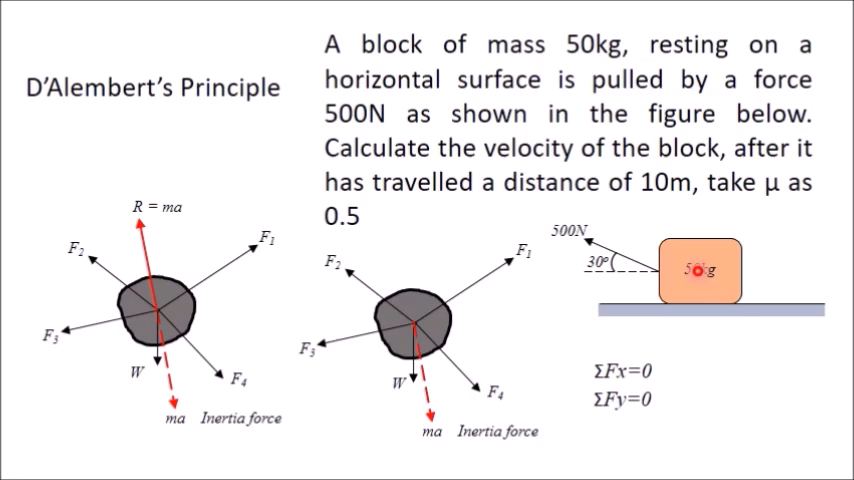 D'Alembert's Principle
A block of mass 50kg, resting on a
horizontal surface is pulled by a force
500N as shown in the figure below.
Calculate the velocity of the block, after it
has travelled a distance of 10m, take μ as
0.5
R = ma
F1
F2
F3
W
F4
ma Inertia force
F1
F2
F3
W
F4
ma Inertia force
500N
30°
ΣFx=0
ΣFy=0